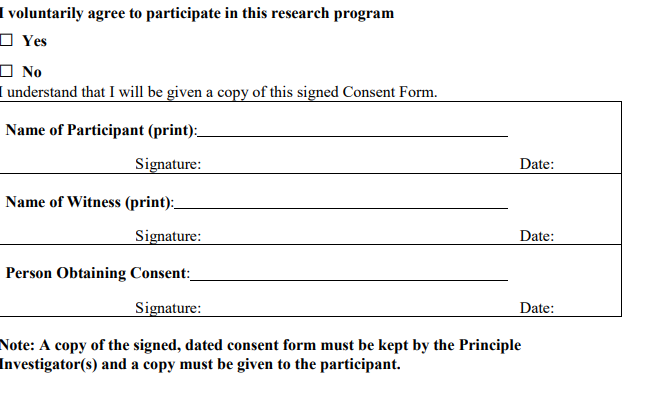 I voluntarily agree to participate in this research program
☐ Yes
☐ No
I understand that I will be given a copy of this signed Consent Form.
Name of Participant (print):
Signature: Date:
Name of Witness (print):
Signature: Date:
Person Obtaining Consent:
Signature: Date:
Note: A copy of the signed, dated consent form must be kept by the Principle
Investigator(s) and a copy must be given to the participant.